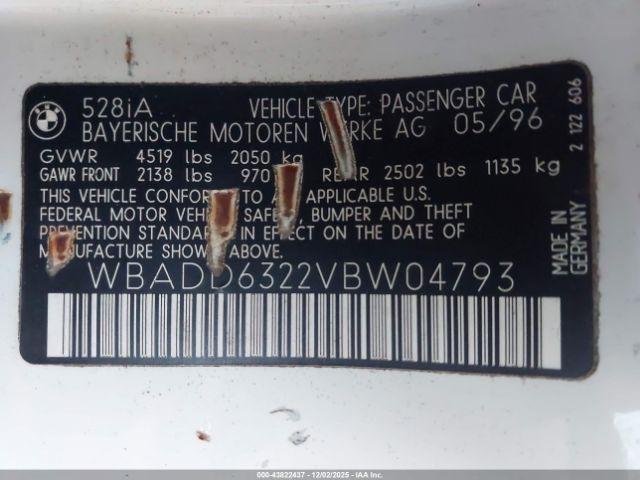 BMW
528iA VEHICLE TYPE: PASSENGER CAR
BAYERISCHE MOTOREN WERKE AG 05/96
GVWR 4519 lbs 2050 kg
GAWR FRONT 2138 lbs 970 REAR 2502 lbs 1135 kg
THIS VEHICLE CONFORMS TO ALL APPLICABLE U.S.
FEDERAL MOTOR VEHICLE SAFETY, BUMPER AND THEFT
PREVENTION STANDARDS IN EFFECT ON THE DATE OF
MANUFACTURE SHOWN ABOVE.
WBADD6322VBW04793
MADE IN
GERMANY
2 122 606
000-43822437 - 12/02/2025 - IAA Inc.